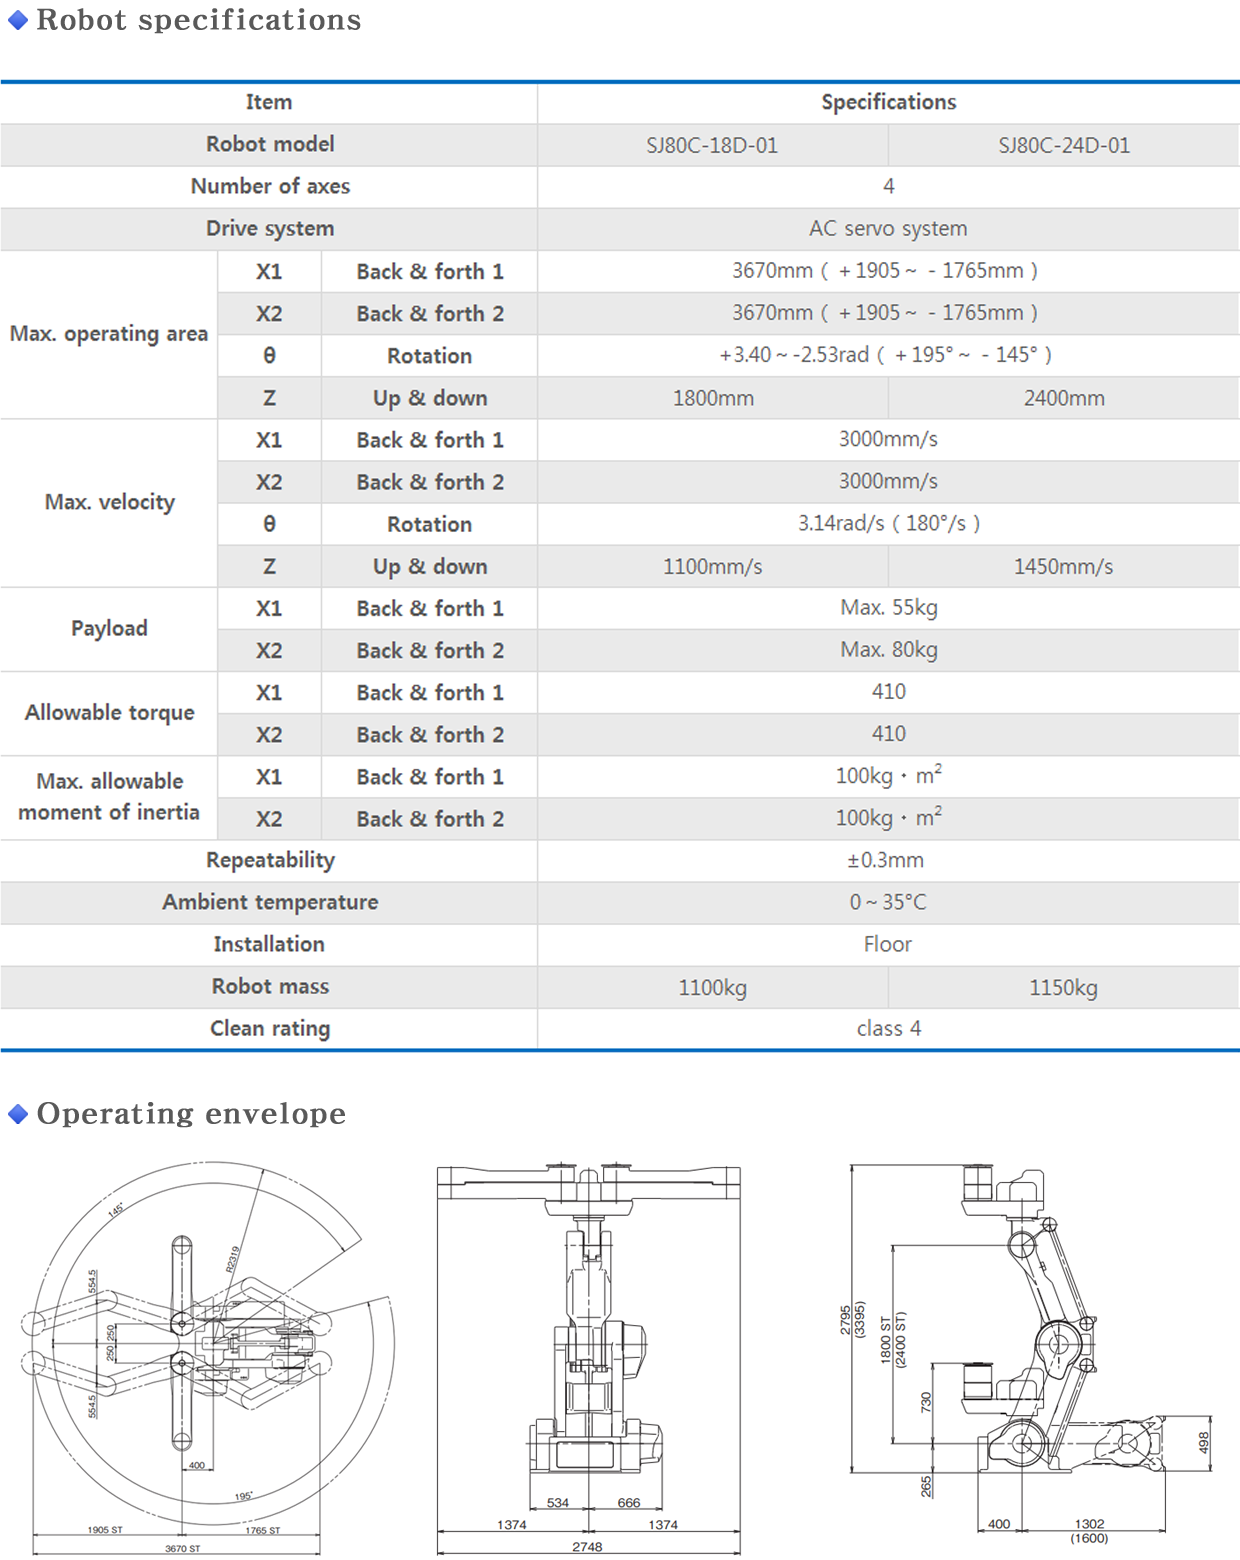 Robot specifications
Item Specifications
Robot model SJ80C-18D-01 SJ80C-24D-01
Number of axes 4
Drive system AC servo system
Max. operating area
X1 Back & forth 1 3670mm ( +1905~ -1765mm )
X2 Back & forth 2 3670mm ( +1905~ -1765mm )
θ Rotation +3.40~-2.53rad ( +195°~ -145° )
Z Up & down 1800mm 2400mm
Max. velocity
X1 Back & forth 1 3000mm/s
X2 Back & forth 2 3000mm/s
θ Rotation 3.14rad/s ( 180°/s )
Z Up & down 1100mm/s 1450mm/s
Payload
X1 Back & forth 1 Max. 55kg
X2 Back & forth 2 Max. 80kg
Allowable torque
X1 Back & forth 1 410
X2 Back & forth 2 410
Max. allowable
moment of inertia
X1 Back & forth 1 100kg・m²
X2 Back & forth 2 100kg・m²
Repeatability ±0.3mm
Ambient temperature 0~35°C
Installation Floor
Robot mass 1100kg 1150kg
Clean rating class 4
Operating envelope
145°
R2319
554.5
250
250
554.5
400
195°
1905 ST
1765 ST
3670 ST
534
666
1374
1374
2748
2795
(3395)
1800 ST
(2400 ST)
730
265
498
400
1302
(1600)